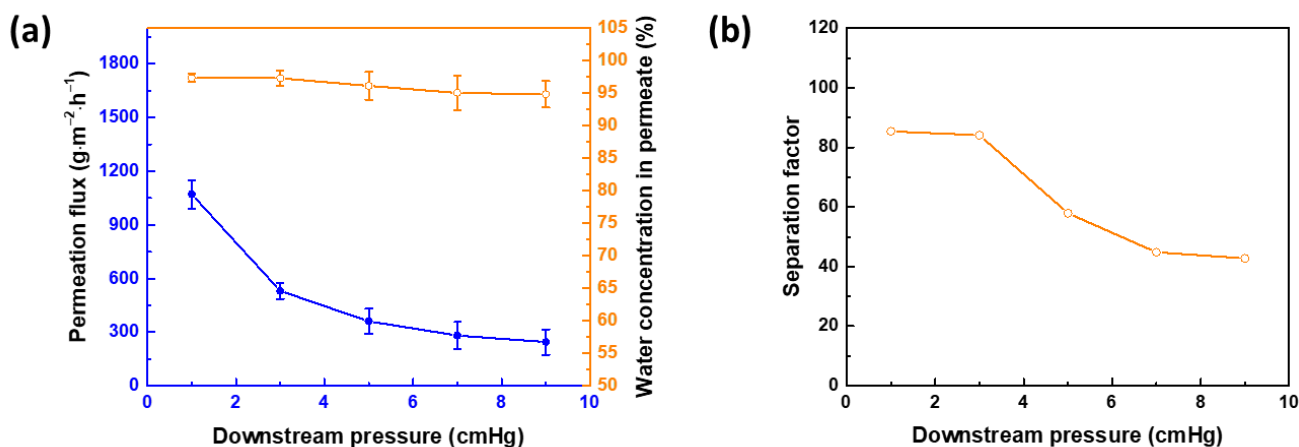 (a)
Permeation flux (g·m⁻²·h⁻¹)
1800
1500
1200
900
600
300
0
105
100
95
90
85
80
75
70
65
60
55
50
Water concentration in permeate (%)
0 2 4 6 8 10
Downstream pressure (cmHg)
(b)
Separation factor
120
100
80
60
40
20
0
0 2 4 6 8 10
Downstream pressure (cmHg)